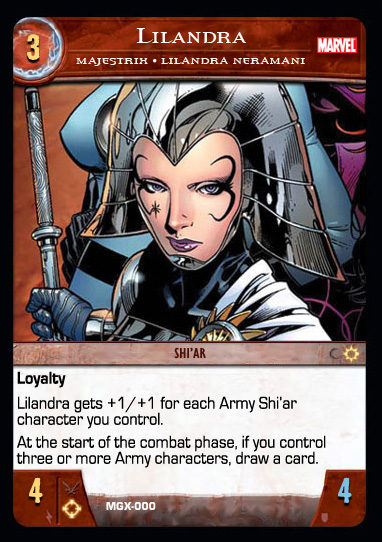 3
LILANDRA
MARVEL
MAJESTRIX • LILANDRA NERAMANI
SHI'AR
C
Loyalty
Lilandra gets +1/+1 for each Army Shi'ar
character you control.
At the start of the combat phase, if you control
three or more Army characters, draw a card.
4
MGX-000
4